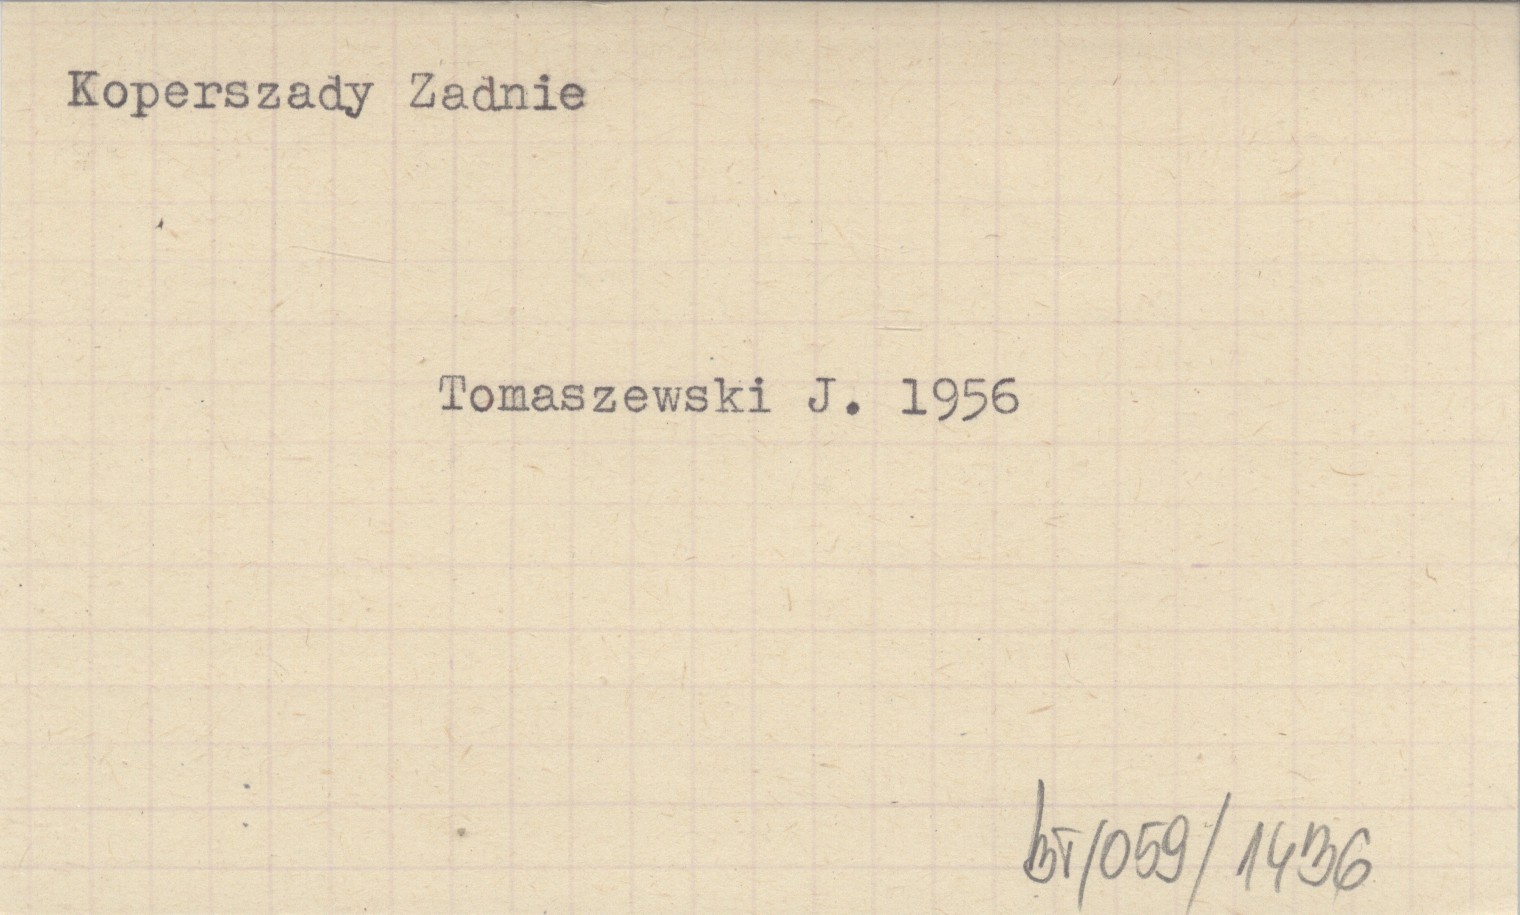 Koperszady Zadnie
Tomaszewski J. 1956
BT/059/1436